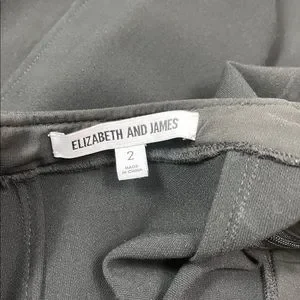 ELIZABETH AND JAMES
2
MADE
IN CHINA